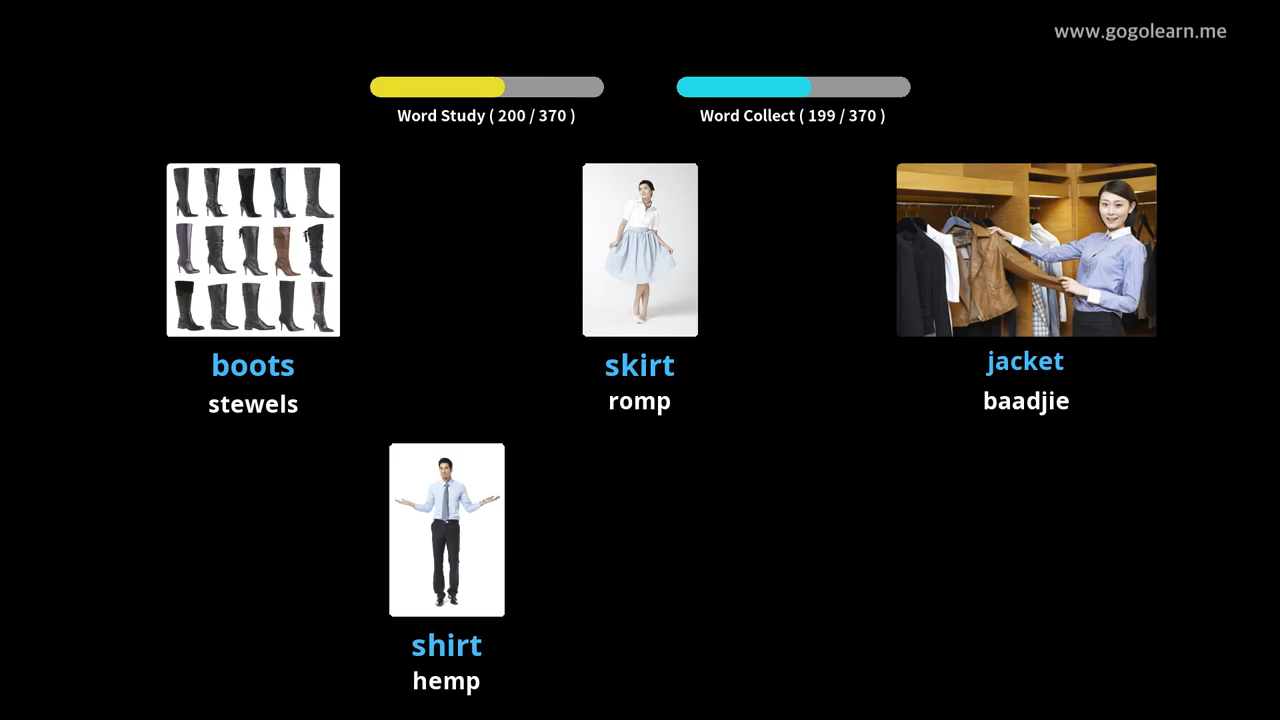 www.gogolearn.me
Word Study ( 200 / 370 )
Word Collect ( 199 / 370 )
boots
stewels
skirt
romp
jacket
baadjie
shirt
hemp